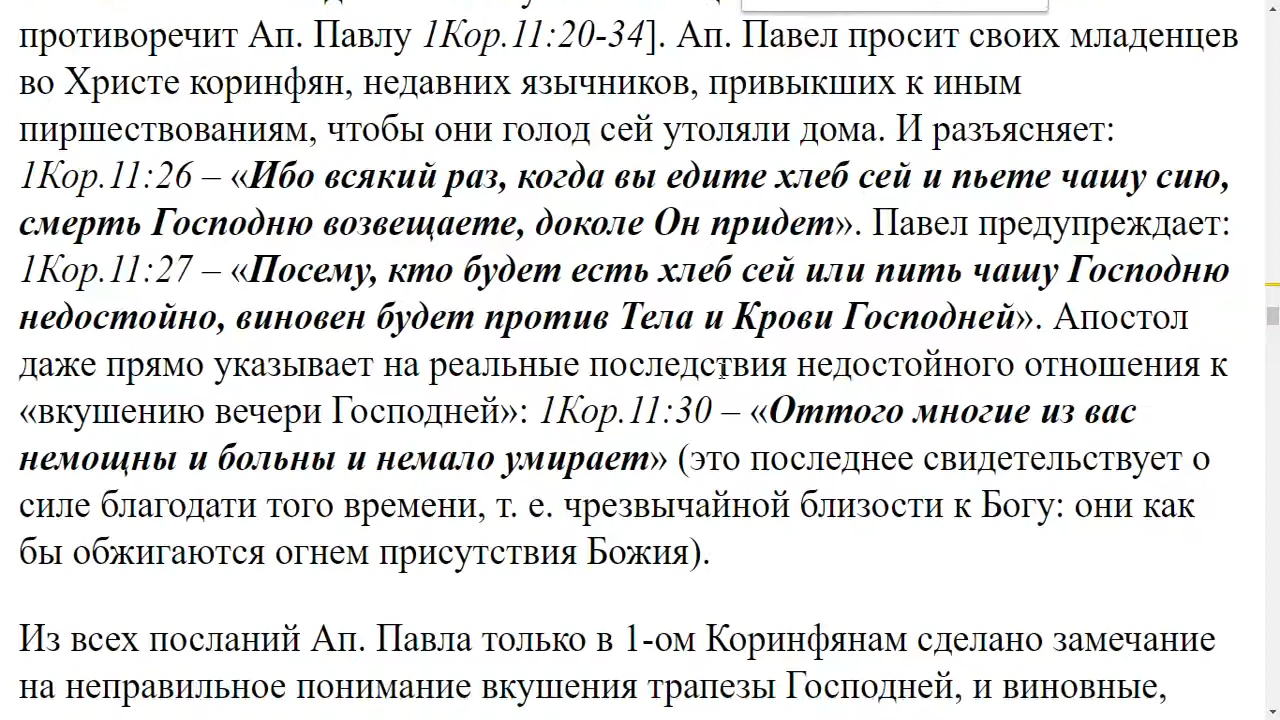 противоречит Ап. Павлу 1Кор.11:20-34]. Ап. Павел просит своих младенцев
во Христе коринфян, недавних язычников, привыкших к иным
пиршествованиям, чтобы они голод сей утоляли дома. И разъясняет:
1Кор.11:26 – «Ибо всякий раз, когда вы едите хлеб сей и пьете чашу сию,
смерть Господню возвещаете, доколе Он придет». Павел предупреждает:
1Кор.11:27 – «Посему, кто будет есть хлеб сей или пить чашу Господню
недостойно, виновен будет против Тела и Крови Господней». Апостол
даже прямо указывает на реальные последствия недостойного отношения к
«вкушению вечери Господней»: 1Кор.11:30 – «Оттого многие из вас
немощны и больны и немало умирает» (это последнее свидетельствует о
силе благодати того времени, т. е. чрезвычайной близости к Богу: они как
бы обжигаются огнем присутствия Божия).
Из всех посланий Ап. Павла только в 1-ом Коринфянам сделано замечание
на неправильное понимание вкушения трапезы Господней, и виновные,